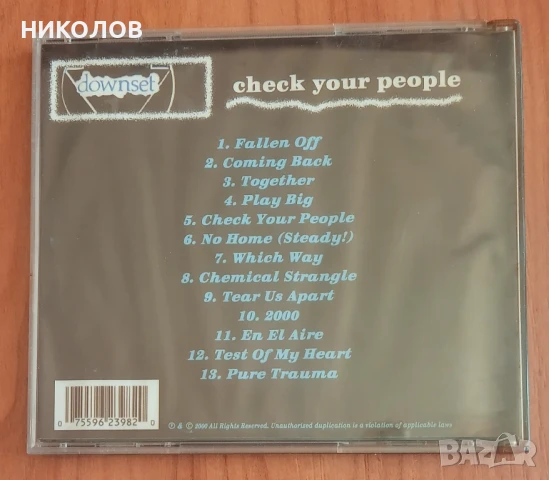 НИКОЛОВ
downset
check your people
1. Fallen Off
2. Coming Back
3. Together
4. Play Big
5. Check Your People
6. No Home (Steady!)
7. Which Way
8. Chemical Strangle
9. Tear Us Apart
10. 2000
11. En El Aire
12. Test Of My Heart
13. Pure Trauma
0 75596 23982 0
℗ & © 2000 All Rights Reserved. Unauthorized duplication is a violation of applicable laws
BAZAR